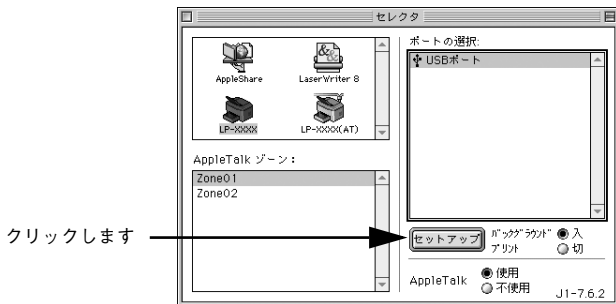 セレクタ
AppleShare
LaserWriter 8
LP-XXXX
LP-XXXX(AT)
ポートの選択:
USBポート
AppleTalk ゾーン：
Zone01
Zone02
クリックします
セットアップ
ﾊﾞｯｸｸﾞﾗｳﾝﾄﾞ
ﾌﾟﾘﾝﾄ
入
切
AppleTalk
使用
不使用
J1-7.6.2